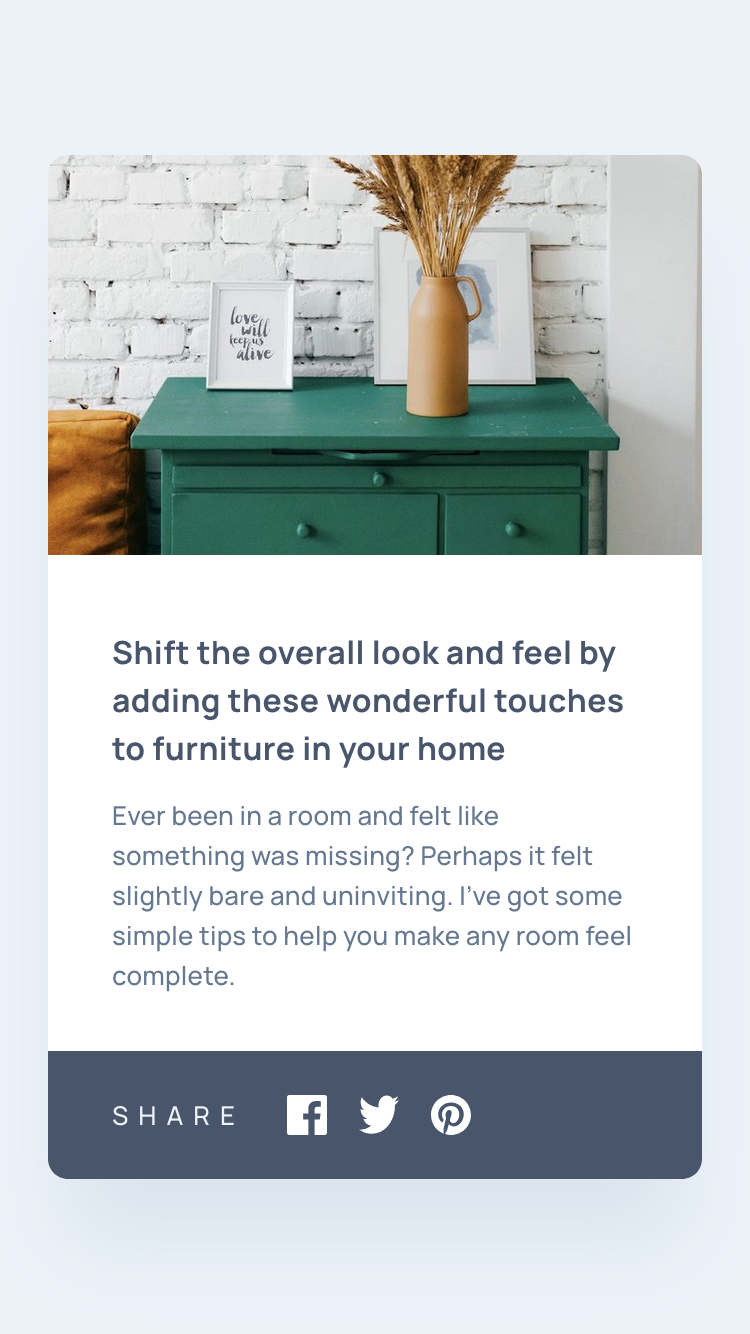 love
will
keep us
alive
Shift the overall look and feel by
adding these wonderful touches
to furniture in your home
Ever been in a room and felt like
something was missing? Perhaps it felt
slightly bare and uninviting. I’ve got some
simple tips to help you make any room feel
complete.
SHARE